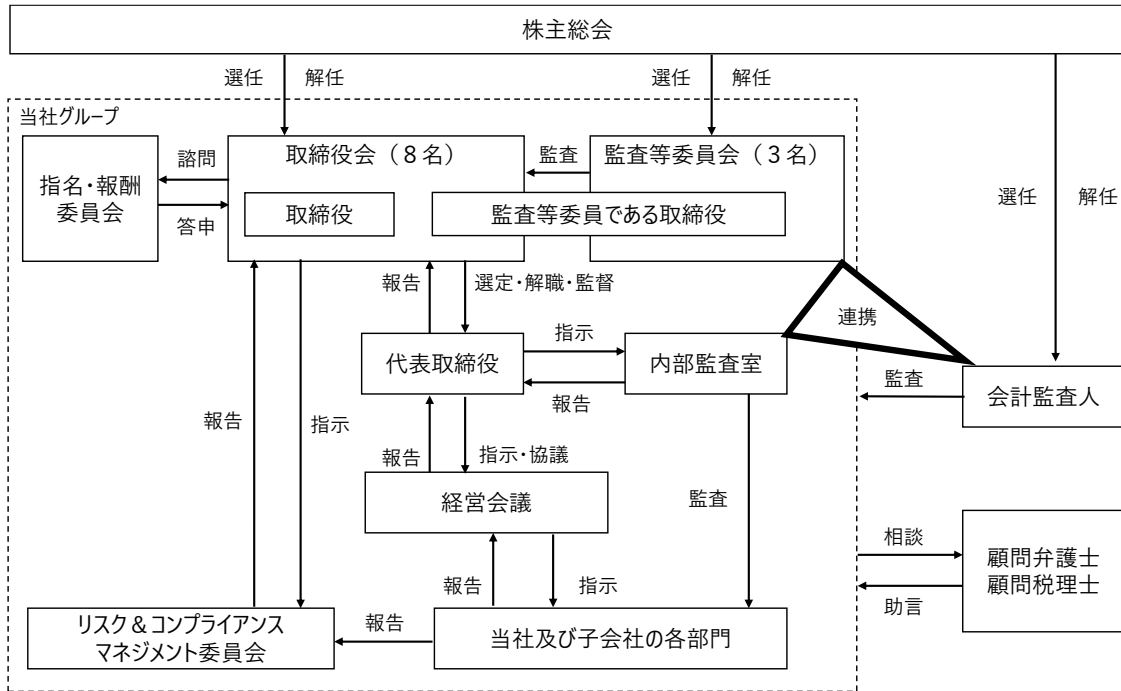 株主総会
選任
解任
選任
解任
当社グループ
諮問
取締役会（８名）
監査
監査等委員会（３名）
指名・報酬
委員会
取締役
監査等委員である取締役
選任
解任
答申
報告
選定・解職・監督
連携
指示
代表取締役
内部監査室
監査
会計監査人
報告
報告
指示
報告
指示・協議
経営会議
監査
相談
顧問弁護士
顧問税理士
報告
指示
助言
リスク＆コンプライアンス
マネジメント委員会
報告
当社及び子会社の各部門